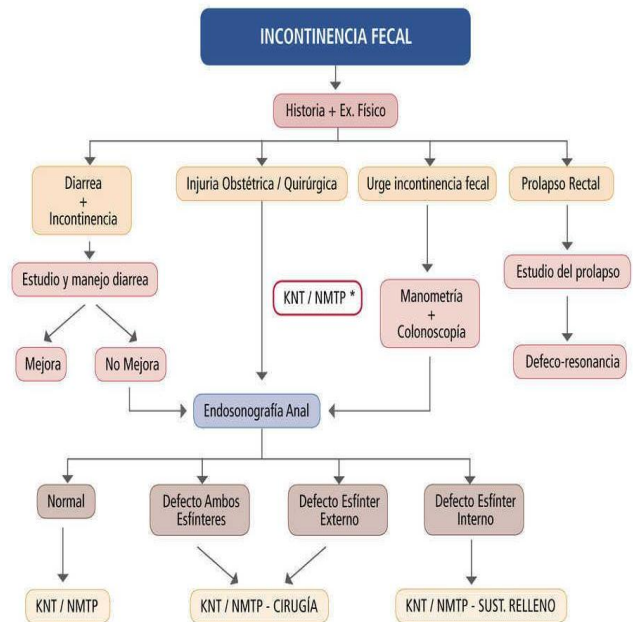 INCONTINENCIA FECAL
Historia + Ex. Físico
Diarrea
+
Incontinencia
Injuria Obstétrica / Quirúrgica
Urge incontinencia fecal
Prolapso Rectal
Estudio y manejo diarrea
KNT / NMTP *
Manometría
+
Colonoscopía
Estudio del prolapso
Mejora
No Mejora
Defeco-resonancia
Endosonografía Anal
Normal
Defecto Ambos
Esfínteres
Defecto Esfínter
Externo
Defecto Esfínter
Interno
KNT / NMTP
KNT / NMTP - CIRUGÍA
KNT / NMTP - SUST. RELLENO